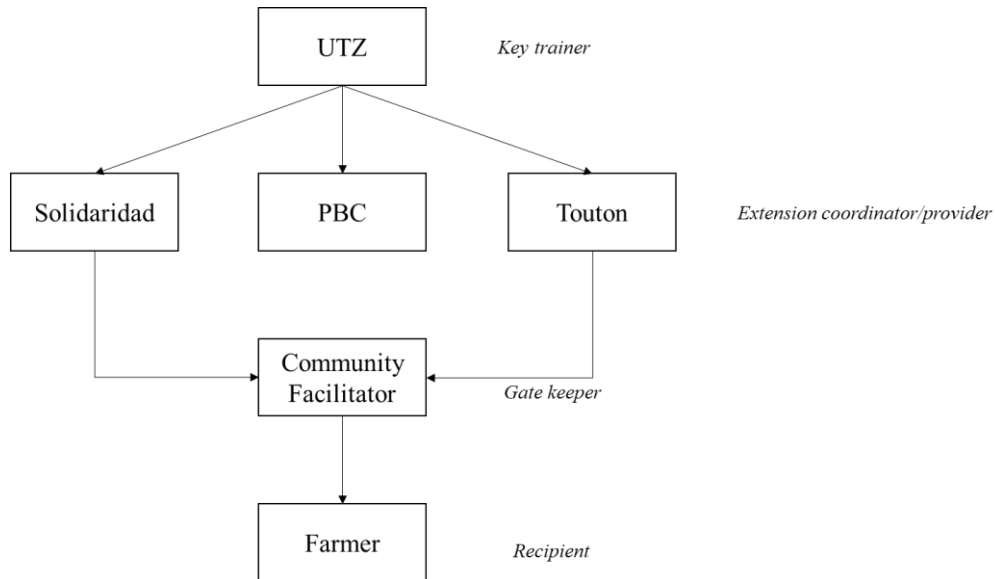 UTZ
Key trainer
Solidaridad
PBC
Touton
Extension coordinator/provider
Community
Facilitator
Gate keeper
Farmer
Recipient